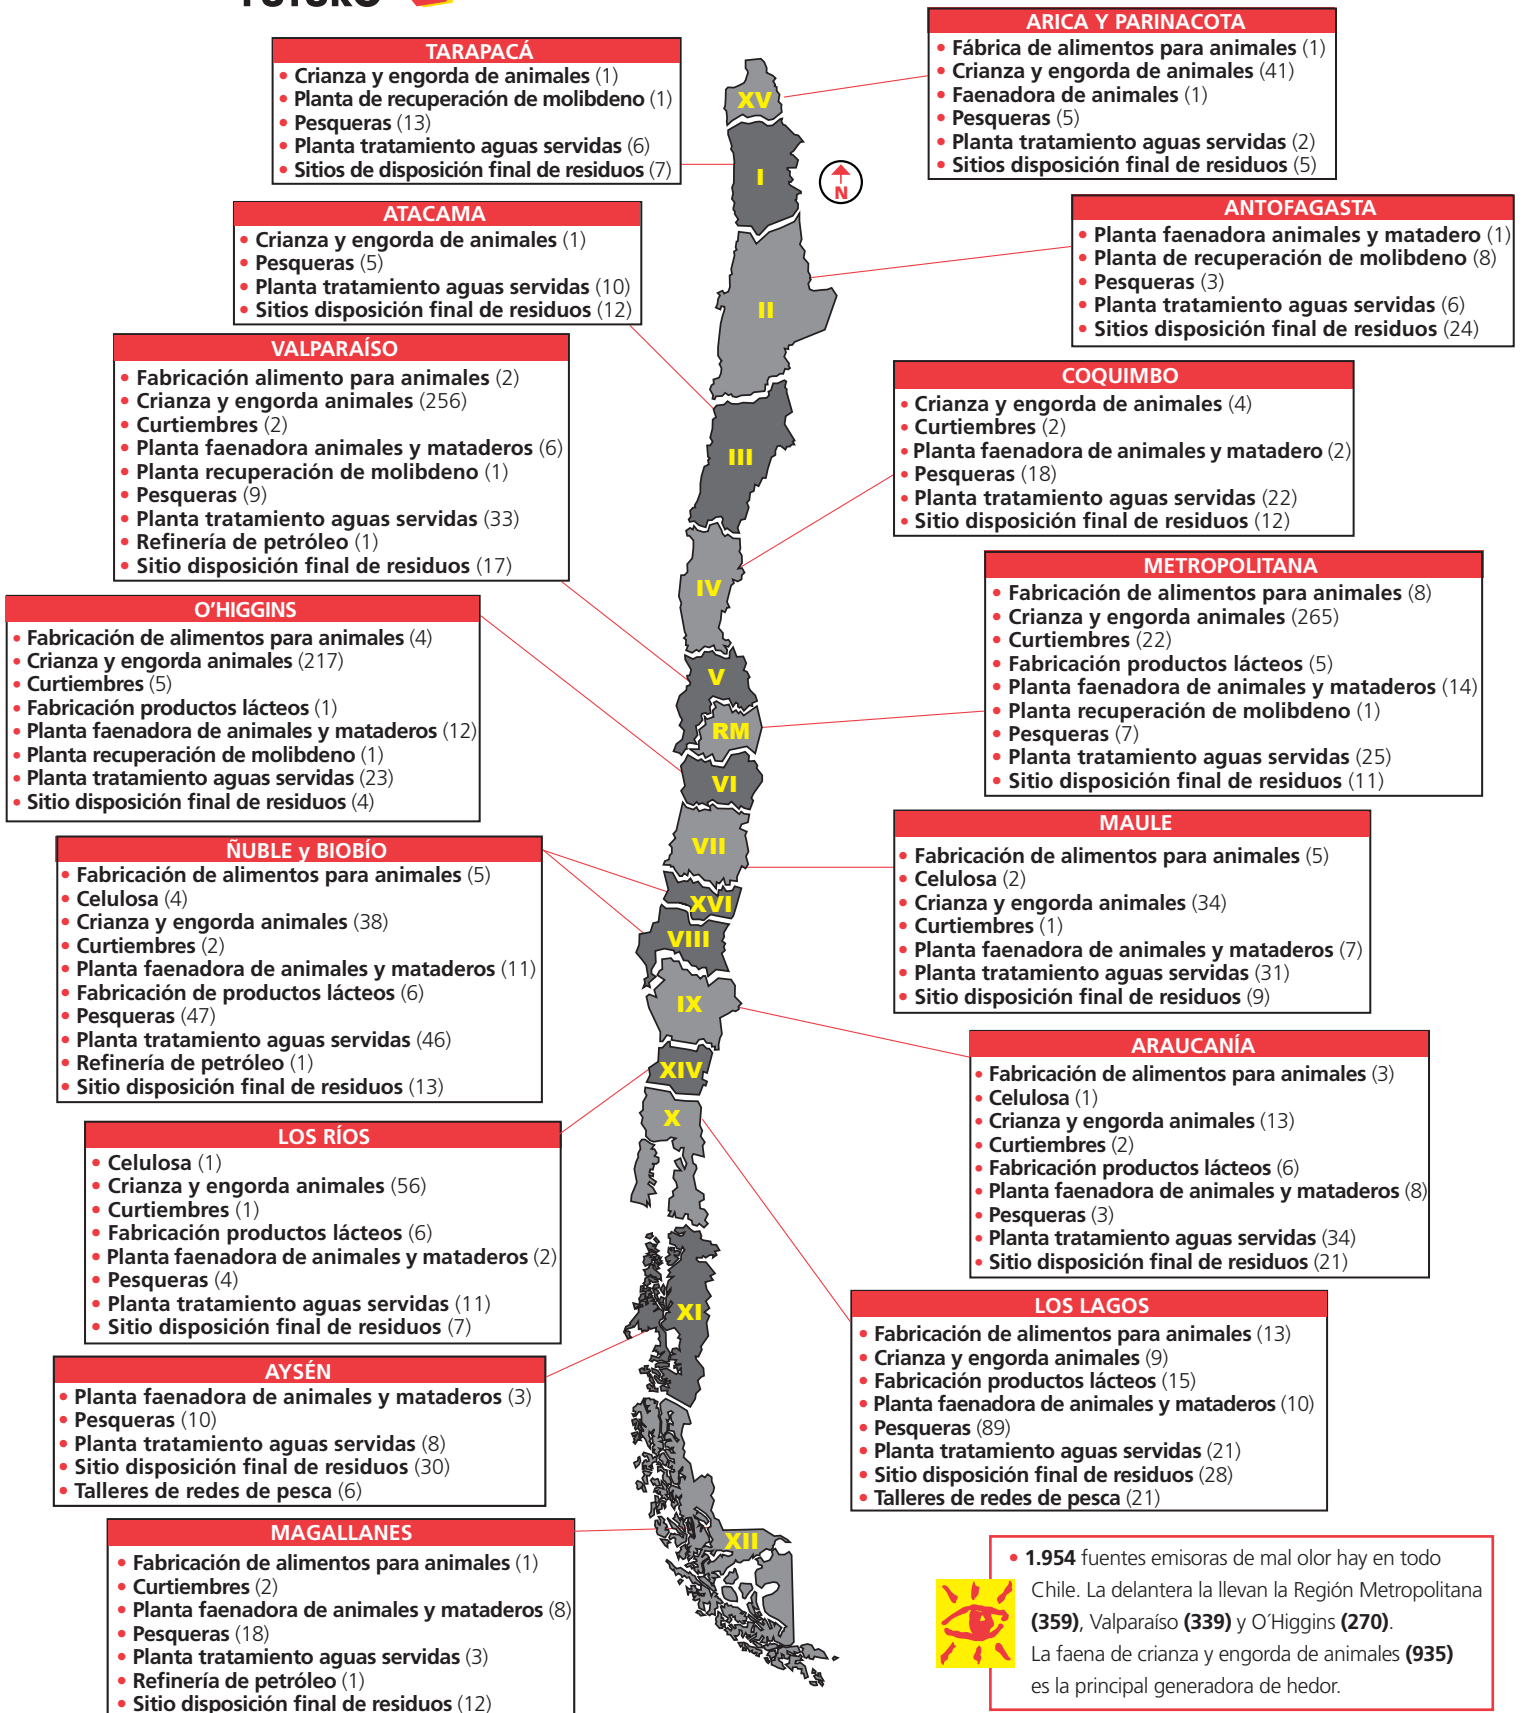 ARICA Y PARINACOTA
• Fábrica de alimentos para animales (1)
• Crianza y engorda de animales (41)
• Faenadora de animales (1)
• Pesqueras (5)
• Planta tratamiento aguas servidas (2)
• Sitios disposición final de residuos (5)
TARAPACÁ
• Crianza y engorda de animales (1)
• Planta de recuperación de molibdeno (1)
• Pesqueras (13)
• Planta tratamiento aguas servidas (6)
• Sitios de disposición final de residuos (7)
ANTOFAGASTA
• Planta faenadora animales y matadero (1)
• Planta de recuperación de molibdeno (8)
• Pesqueras (3)
• Planta tratamiento aguas servidas (6)
• Sitios disposición final de residuos (24)
ATACAMA
• Crianza y engorda de animales (1)
• Pesqueras (5)
• Planta tratamiento aguas servidas (10)
• Sitios disposición final de residuos (12)
COQUIMBO
• Crianza y engorda de animales (4)
• Curtiembres (2)
• Planta faenadora de animales y matadero (2)
• Pesqueras (18)
• Planta tratamiento aguas servidas (22)
• Sitio disposición final de residuos (12)
VALPARAÍSO
• Fabricación alimento para animales (2)
• Crianza y engorda animales (256)
• Curtiembres (2)
• Planta faenadora animales y mataderos (6)
• Planta recuperación de molibdeno (1)
• Pesqueras (9)
• Planta tratamiento aguas servidas (33)
• Refinería de petróleo (1)
• Sitio disposición final de residuos (17)
METROPOLITANA
• Fabricación de alimentos para animales (8)
• Crianza y engorda animales (265)
• Curtiembres (22)
• Fabricación productos lácteos (5)
• Planta faenadora de animales y mataderos (14)
• Planta recuperación de molibdeno (1)
• Pesqueras (7)
• Planta tratamiento aguas servidas (25)
• Sitio disposición final de residuos (11)
O’HIGGINS
• Fabricación de alimentos para animales (4)
• Crianza y engorda animales (217)
• Curtiembres (5)
• Fabricación productos lácteos (1)
• Planta faenadora de animales y mataderos (12)
• Planta recuperación de molibdeno (1)
• Planta tratamiento aguas servidas (23)
• Sitio disposición final de residuos (4)
MAULE
• Fabricación de alimentos para animales (5)
• Celulosa (2)
• Crianza y engorda animales (34)
• Curtiembres (1)
• Planta faenadora de animales y mataderos (7)
• Planta tratamiento aguas servidas (31)
• Sitio disposición final de residuos (9)
ÑUBLE y BIOBÍO
• Fabricación de alimentos para animales (5)
• Celulosa (4)
• Crianza y engorda animales (38)
• Curtiembres (2)
• Planta faenadora de animales y mataderos (11)
• Fabricación de productos lácteos (6)
• Pesqueras (47)
• Planta tratamiento aguas servidas (46)
• Refinería de petróleo (1)
• Sitio disposición final de residuos (13)
ARAUCANÍA
• Fabricación de alimentos para animales (3)
• Celulosa (1)
• Crianza y engorda animales (13)
• Curtiembres (2)
• Fabricación productos lácteos (6)
• Planta faenadora de animales y mataderos (8)
• Pesqueras (3)
• Planta tratamiento aguas servidas (34)
• Sitio disposición final de residuos (21)
LOS RÍOS
• Celulosa (1)
• Crianza y engorda animales (56)
• Curtiembres (1)
• Fabricación productos lácteos (6)
• Planta faenadora de animales y mataderos (2)
• Pesqueras (4)
• Planta tratamiento aguas servidas (11)
• Sitio disposición final de residuos (7)
LOS LAGOS
• Fabricación de alimentos para animales (13)
• Crianza y engorda animales (9)
• Fabricación productos lácteos (15)
• Planta faenadora de animales y mataderos (10)
• Pesqueras (89)
• Planta tratamiento aguas servidas (21)
• Sitio disposición final de residuos (28)
• Talleres de redes de pesca (21)
AYSÉN
• Planta faenadora de animales y mataderos (3)
• Pesqueras (10)
• Planta tratamiento aguas servidas (8)
• Sitio disposición final de residuos (30)
• Talleres de redes de pesca (6)
MAGALLANES
• Fabricación de alimentos para animales (1)
• Curtiembres (2)
• Planta faenadora de animales y mataderos (8)
• Pesqueras (18)
• Planta tratamiento aguas servidas (3)
• Refinería de petróleo (1)
• Sitio disposición final de residuos (12)
XV
I
N
II
III
IV
V
RM
VI
VII
XVI
VIII
IX
XIV
X
XI
XII
• 1.954 fuentes emisoras de mal olor hay en todo
Chile. La delantera la llevan la Región Metropolitana
(359), Valparaíso (339) y O´Higgins (270).
La faena de crianza y engorda de animales (935)
es la principal generadora de hedor.